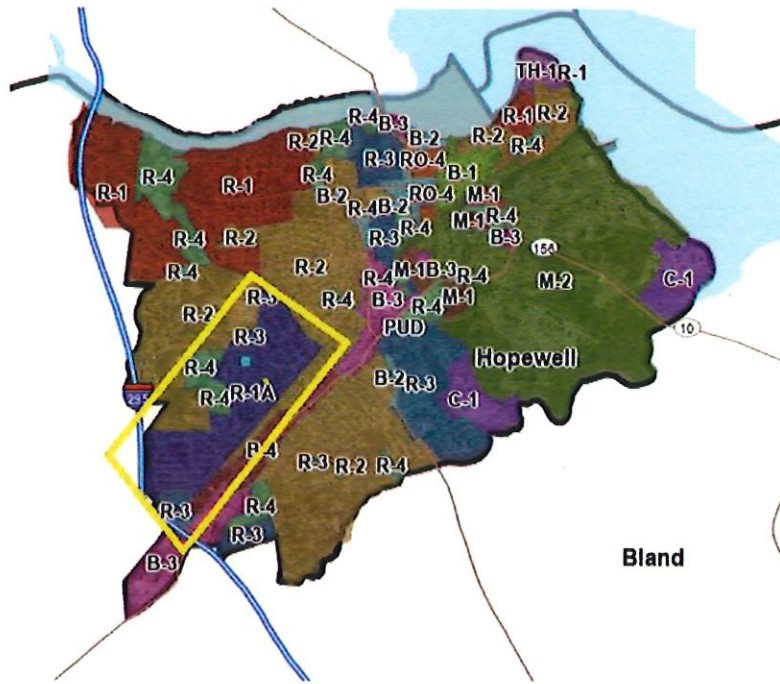 TH-1 R-1
R-4
B-3
R-1 R-2
R-2 R-4
B-2
R-2
R-4
R-3 RO-4
R-4
R-1
R-4
B-1
R-1
R-4
B-2
RO-4
M-1
R-4 B-2
M-1 R-4
R-4
R-3
B-3
R-4
R-2
156
R-2
M-1 B-3 R-4
R-4
R-4
M-2
C-1
R-3
R-4
B-3
M-1
R-4
R-2
PUD
10
R-3
Hopewell
R-4
B-2 R-3
R-4 R-1A
C-1
295
B-4
R-3 R-2 R-4
R-4
R-3
R-3
B-3
Bland